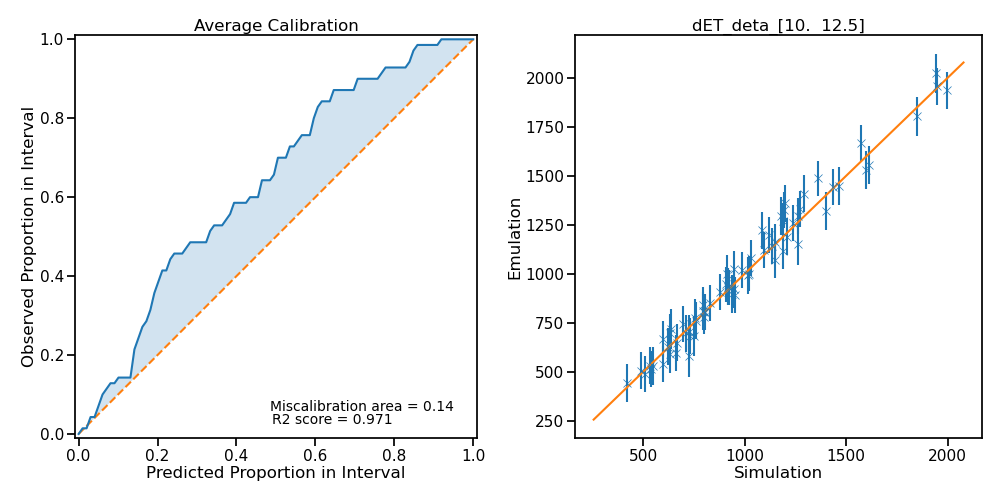 Average Calibration
1.0
0.8
0.6
0.4
0.2
0.0
Observed Proportion in Interval
Miscalibration area = 0.14
R2 score = 0.971
0.0 0.2 0.4 0.6 0.8 1.0
Predicted Proportion in Interval
dET_deta_[10. 12.5]
2000
1750
1500
1250
1000
750
500
250
Emulation
500 1000 1500 2000
Simulation